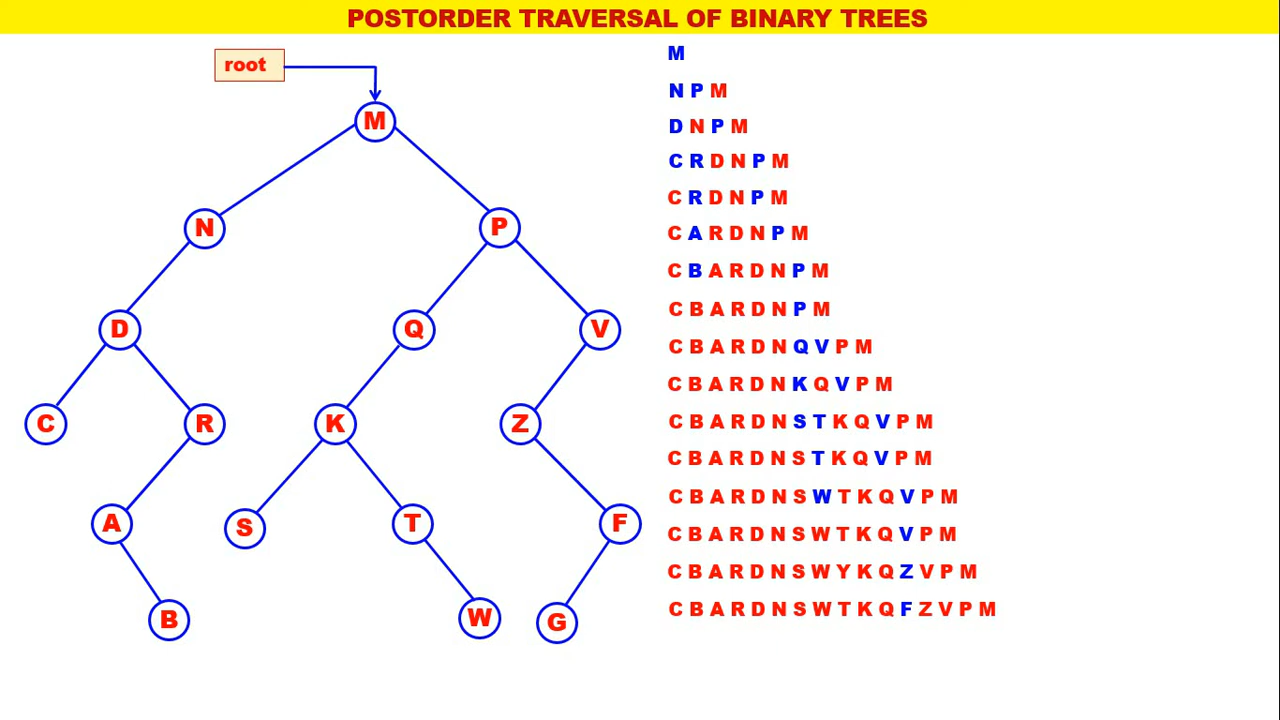 POSTORDER TRAVERSAL OF BINARY TREES
root
M
N P
D Q V
C R K Z
A S T F
B W G
M
N P M
D N P M
C R D N P M
C R D N P M
C A R D N P M
C B A R D N P M
C B A R D N P M
C B A R D N Q V P M
C B A R D N K Q V P M
C B A R D N S T K Q V P M
C B A R D N S T K Q V P M
C B A R D N S W T K Q V P M
C B A R D N S W T K Q V P M
C B A R D N S W Y K Q Z V P M
C B A R D N S W T K Q F Z V P M